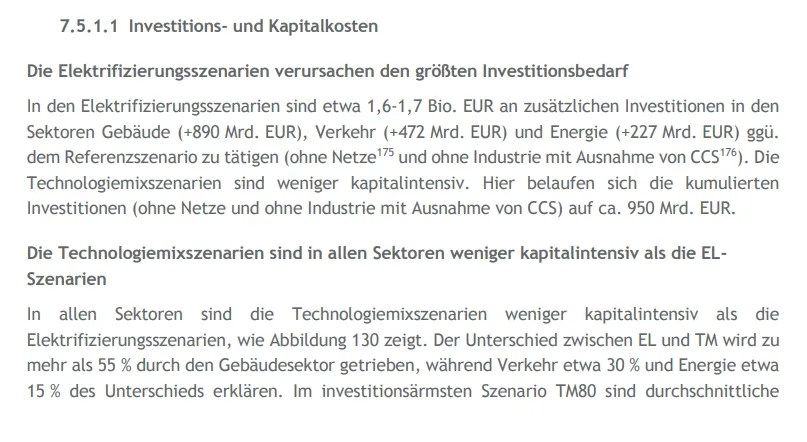 7.5.1.1 Investitions- und Kapitalkosten
Die Elektrifizierungsszenarien verursachen den größten Investitionsbedarf
In den Elektrifizierungsszenarien sind etwa 1,6-1,7 Bio. EUR an zusätzlichen Investitionen in den
Sektoren Gebäude (+890 Mrd. EUR), Verkehr (+472 Mrd. EUR) und Energie (+227 Mrd. EUR) ggü.
dem Referenzszenario zu tätigen (ohne Netze175 und ohne Industrie mit Ausnahme von CCS176). Die
Technologiemixszenarien sind weniger kapitalintensiv. Hier belaufen sich die kumulierten
Investitionen (ohne Netze und ohne Industrie mit Ausnahme von CCS) auf ca. 950 Mrd. EUR.
Die Technologiemixszenarien sind in allen Sektoren weniger kapitalintensiv als die EL-
Szenarien
In allen Sektoren sind die Technologiemixszenarien weniger kapitalintensiv als die
Elektrifizierungsszenarien, wie Abbildung 130 zeigt. Der Unterschied zwischen EL und TM wird zu
mehr als 55 % durch den Gebäudesektor getrieben, während Verkehr etwa 30 % und Energie etwa
15 % des Unterschieds erklären. Im investitionsärmsten Szenario TM80 sind durchschnittliche